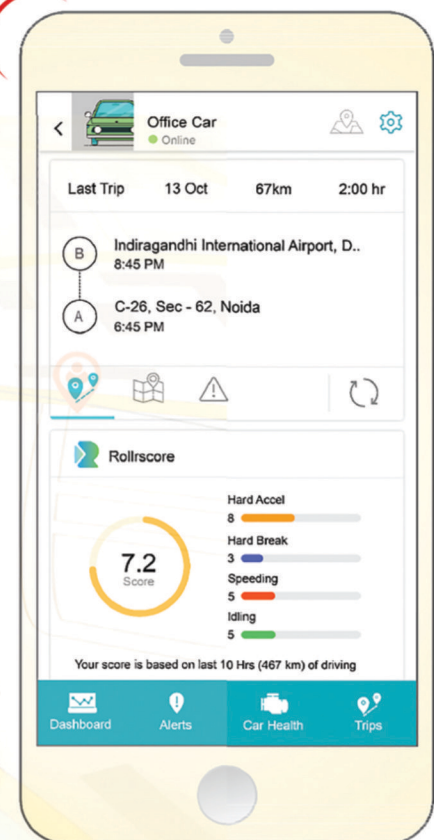 Office Car
Online
Last Trip 13 Oct 67km 2:00 hr
B Indiragandhi International Airport, D..
8:45 PM
A C-26, Sec - 62, Noida
6:45 PM
Rollrscore
7.2
Score
Hard Accel
8
Hard Break
3
Speeding
5
Idling
5
Your score is based on last 10 Hrs (467 km) of driving
Dashboard Alerts Car Health Trips